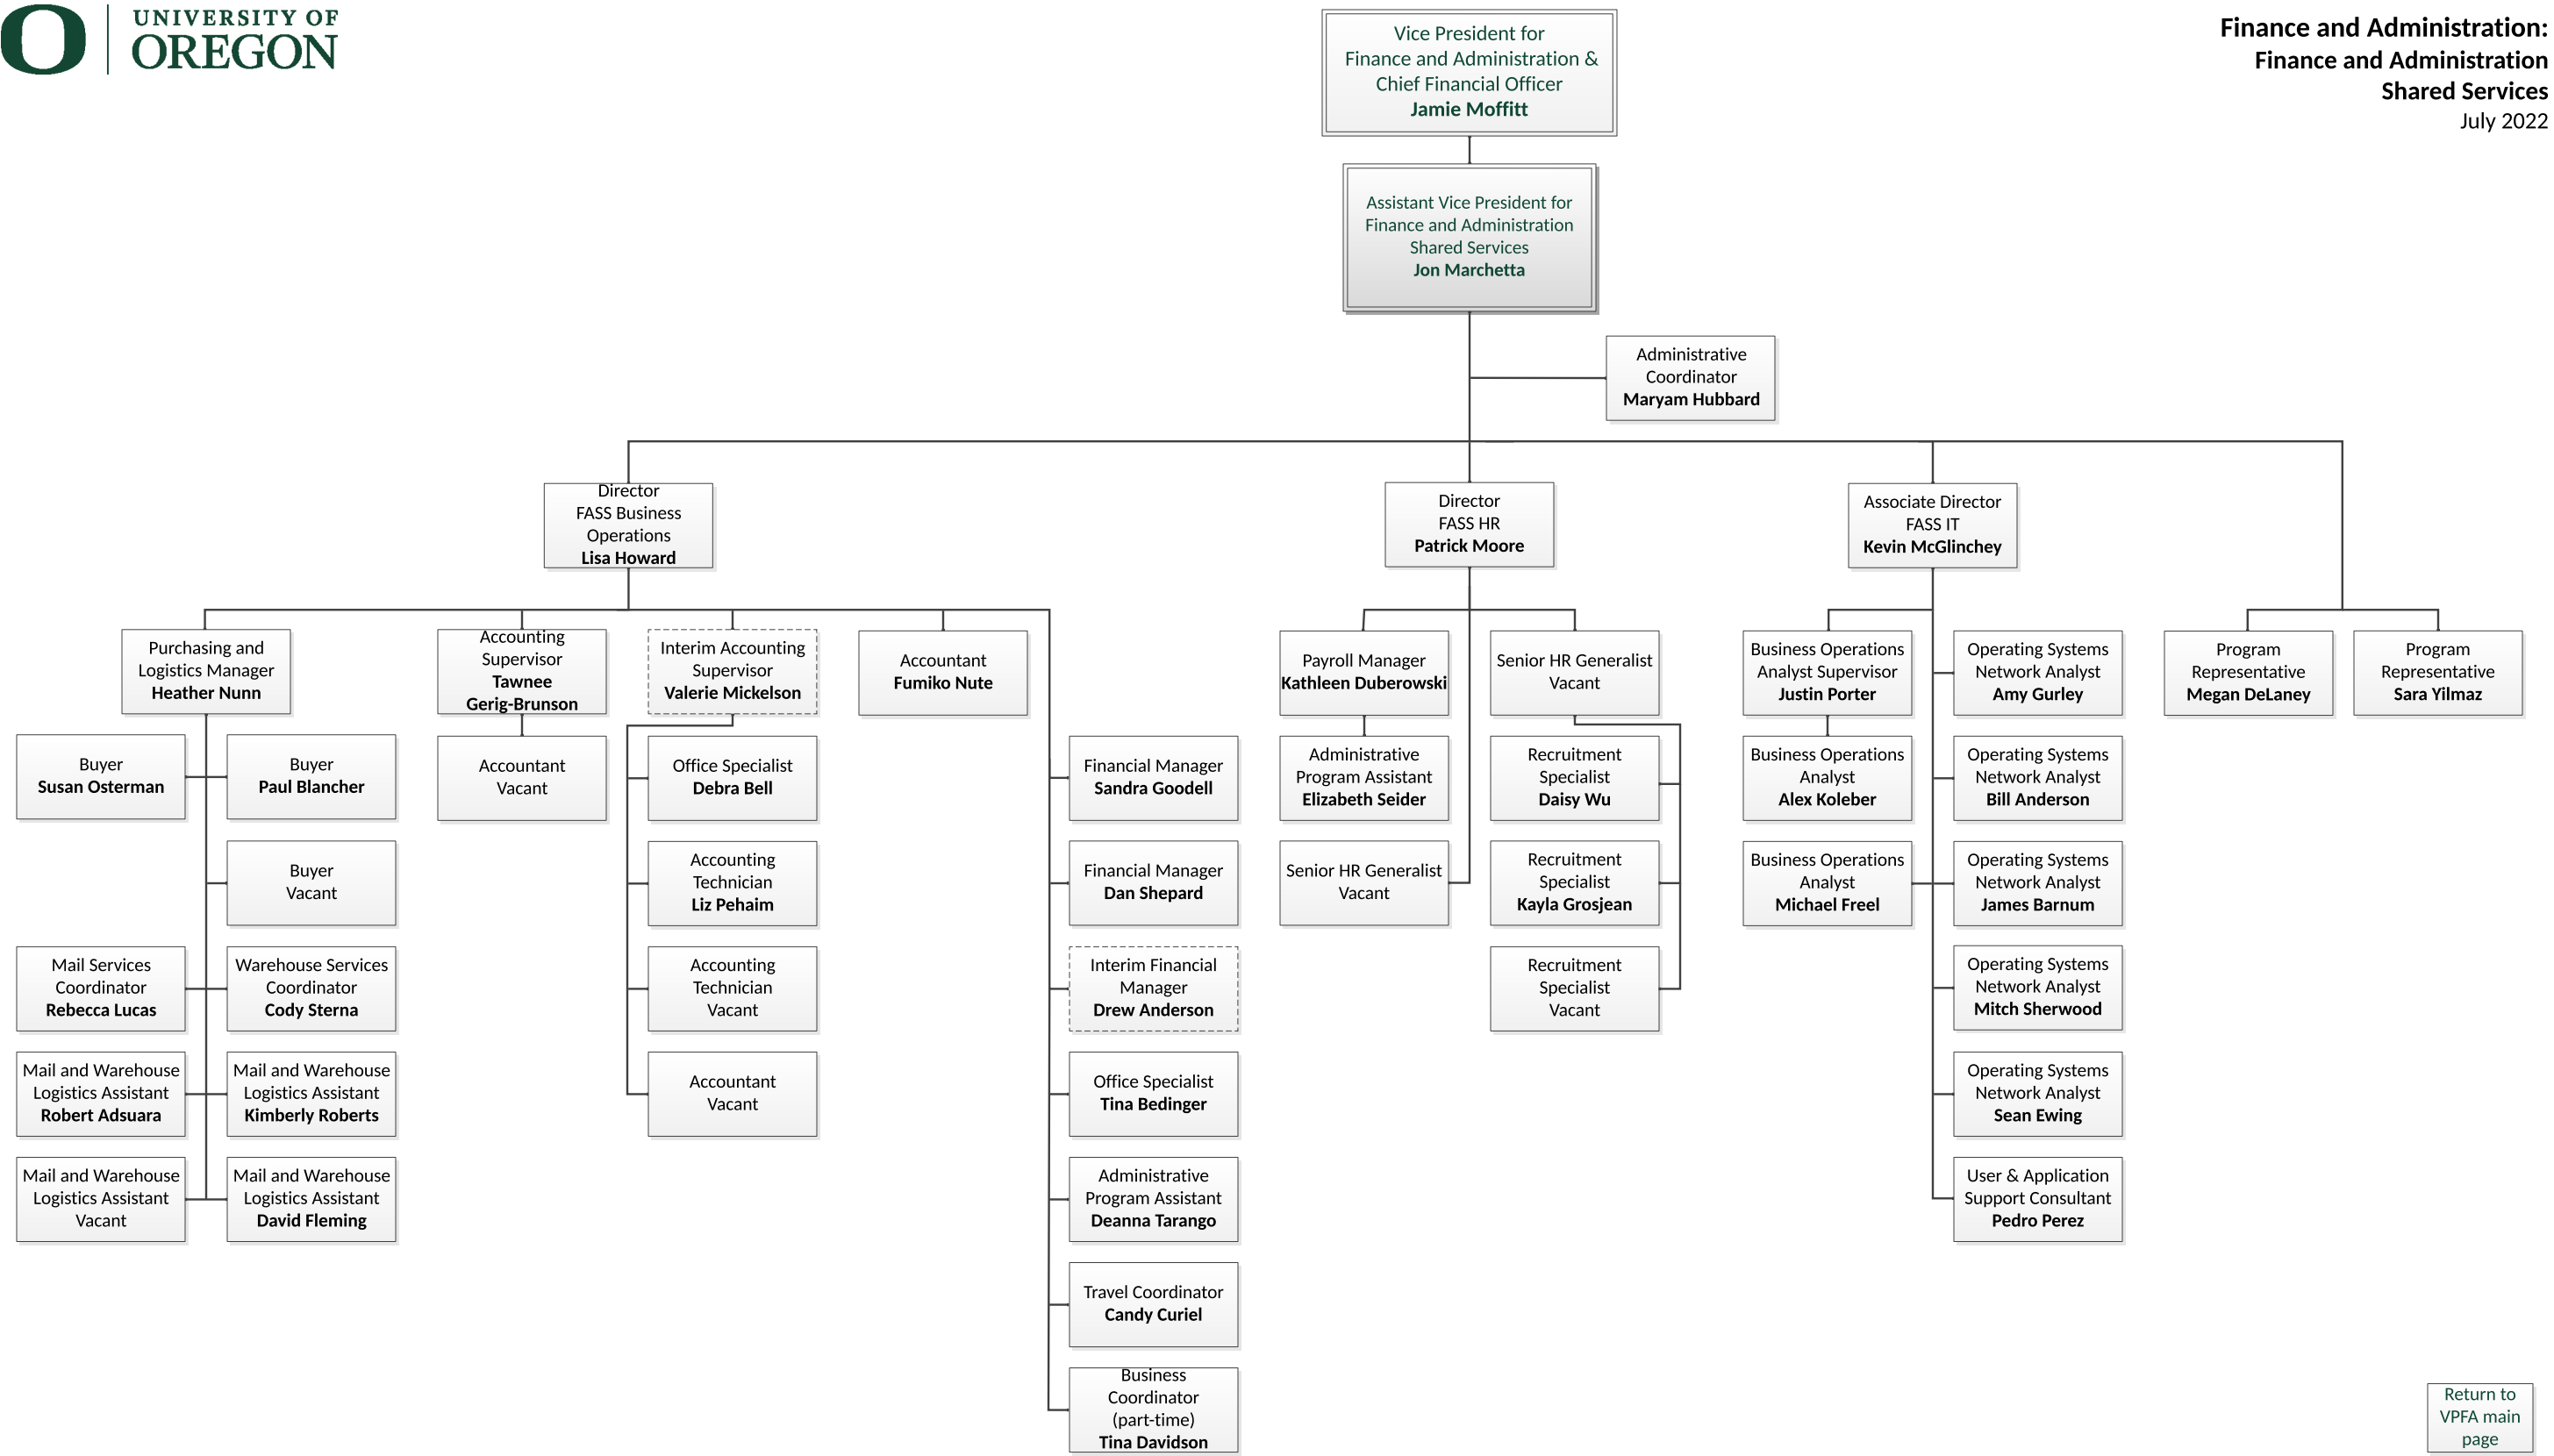 UNIVERSITY OF
OREGON
Finance and Administration:
Finance and Administration
Shared Services
July 2022
Vice President for
Finance and Administration &
Chief Financial Officer
Jamie Moffitt
Assistant Vice President for
Finance and Administration
Shared Services
Jon Marchetta
Administrative
Coordinator
Maryam Hubbard
Director
FASS Business
Operations
Lisa Howard
Director
FASS HR
Patrick Moore
Associate Director
FASS IT
Kevin McGlinchey
Purchasing and
Logistics Manager
Heather Nunn
Accounting
Supervisor
Tawnee
Gerig-Brunson
Interim Accounting
Supervisor
Valerie Mickelson
Accountant
Fumiko Nute
Payroll Manager
Kathleen Duberowski
Senior HR Generalist
Vacant
Business Operations
Analyst Supervisor
Justin Porter
Operating Systems
Network Analyst
Amy Gurley
Program
Representative
Megan DeLaney
Program
Representative
Sara Yilmaz
Buyer
Susan Osterman
Buyer
Paul Blancher
Accountant
Vacant
Office Specialist
Debra Bell
Financial Manager
Sandra Goodell
Administrative
Program Assistant
Elizabeth Seider
Recruitment
Specialist
Daisy Wu
Business Operations
Analyst
Alex Koleber
Operating Systems
Network Analyst
Bill Anderson
Buyer
Vacant
Accounting
Technician
Liz Pehaim
Financial Manager
Dan Shepard
Senior HR Generalist
Vacant
Recruitment
Specialist
Kayla Grosjean
Business Operations
Analyst
Michael Freel
Operating Systems
Network Analyst
James Barnum
Mail Services
Coordinator
Rebecca Lucas
Warehouse Services
Coordinator
Cody Sterna
Accounting
Technician
Vacant
Interim Financial
Manager
Drew Anderson
Recruitment
Specialist
Vacant
Operating Systems
Network Analyst
Mitch Sherwood
Mail and Warehouse
Logistics Assistant
Robert Adsuara
Mail and Warehouse
Logistics Assistant
Kimberly Roberts
Accountant
Vacant
Office Specialist
Tina Bedinger
Operating Systems
Network Analyst
Sean Ewing
Mail and Warehouse
Logistics Assistant
Vacant
Mail and Warehouse
Logistics Assistant
David Fleming
Administrative
Program Assistant
Deanna Tarango
User & Application
Support Consultant
Pedro Perez
Travel Coordinator
Candy Curiel
Business
Coordinator
(part-time)
Tina Davidson
Return to
VPFA main
page